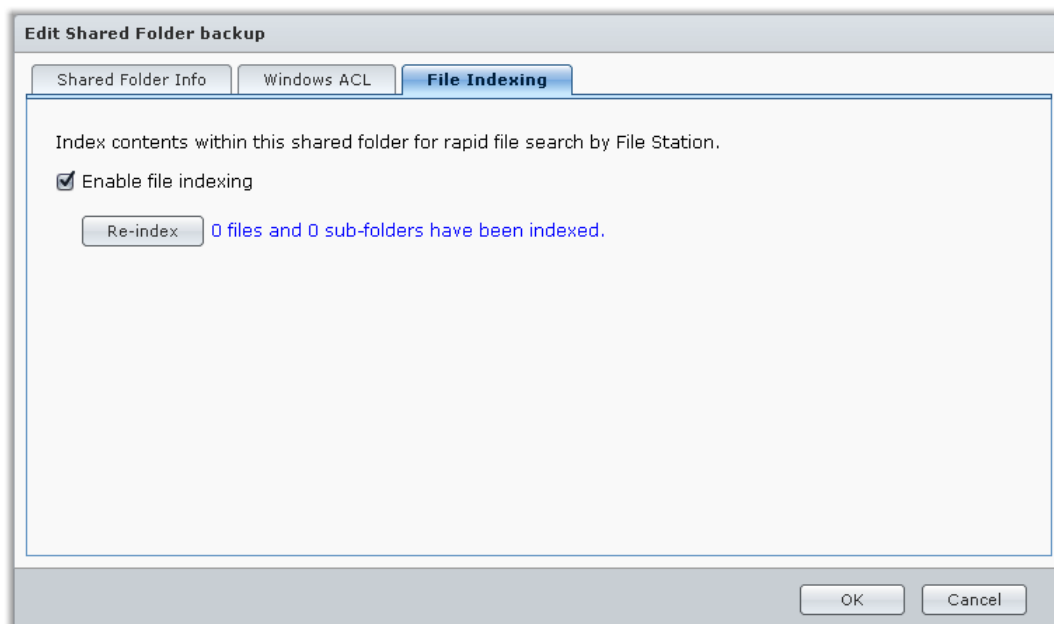 Edit Shared Folder backup
Shared Folder Info Windows ACL File Indexing
Index contents within this shared folder for rapid file search by File Station.
Enable file indexing
Re-index 0 files and 0 sub-folders have been indexed.
OK Cancel